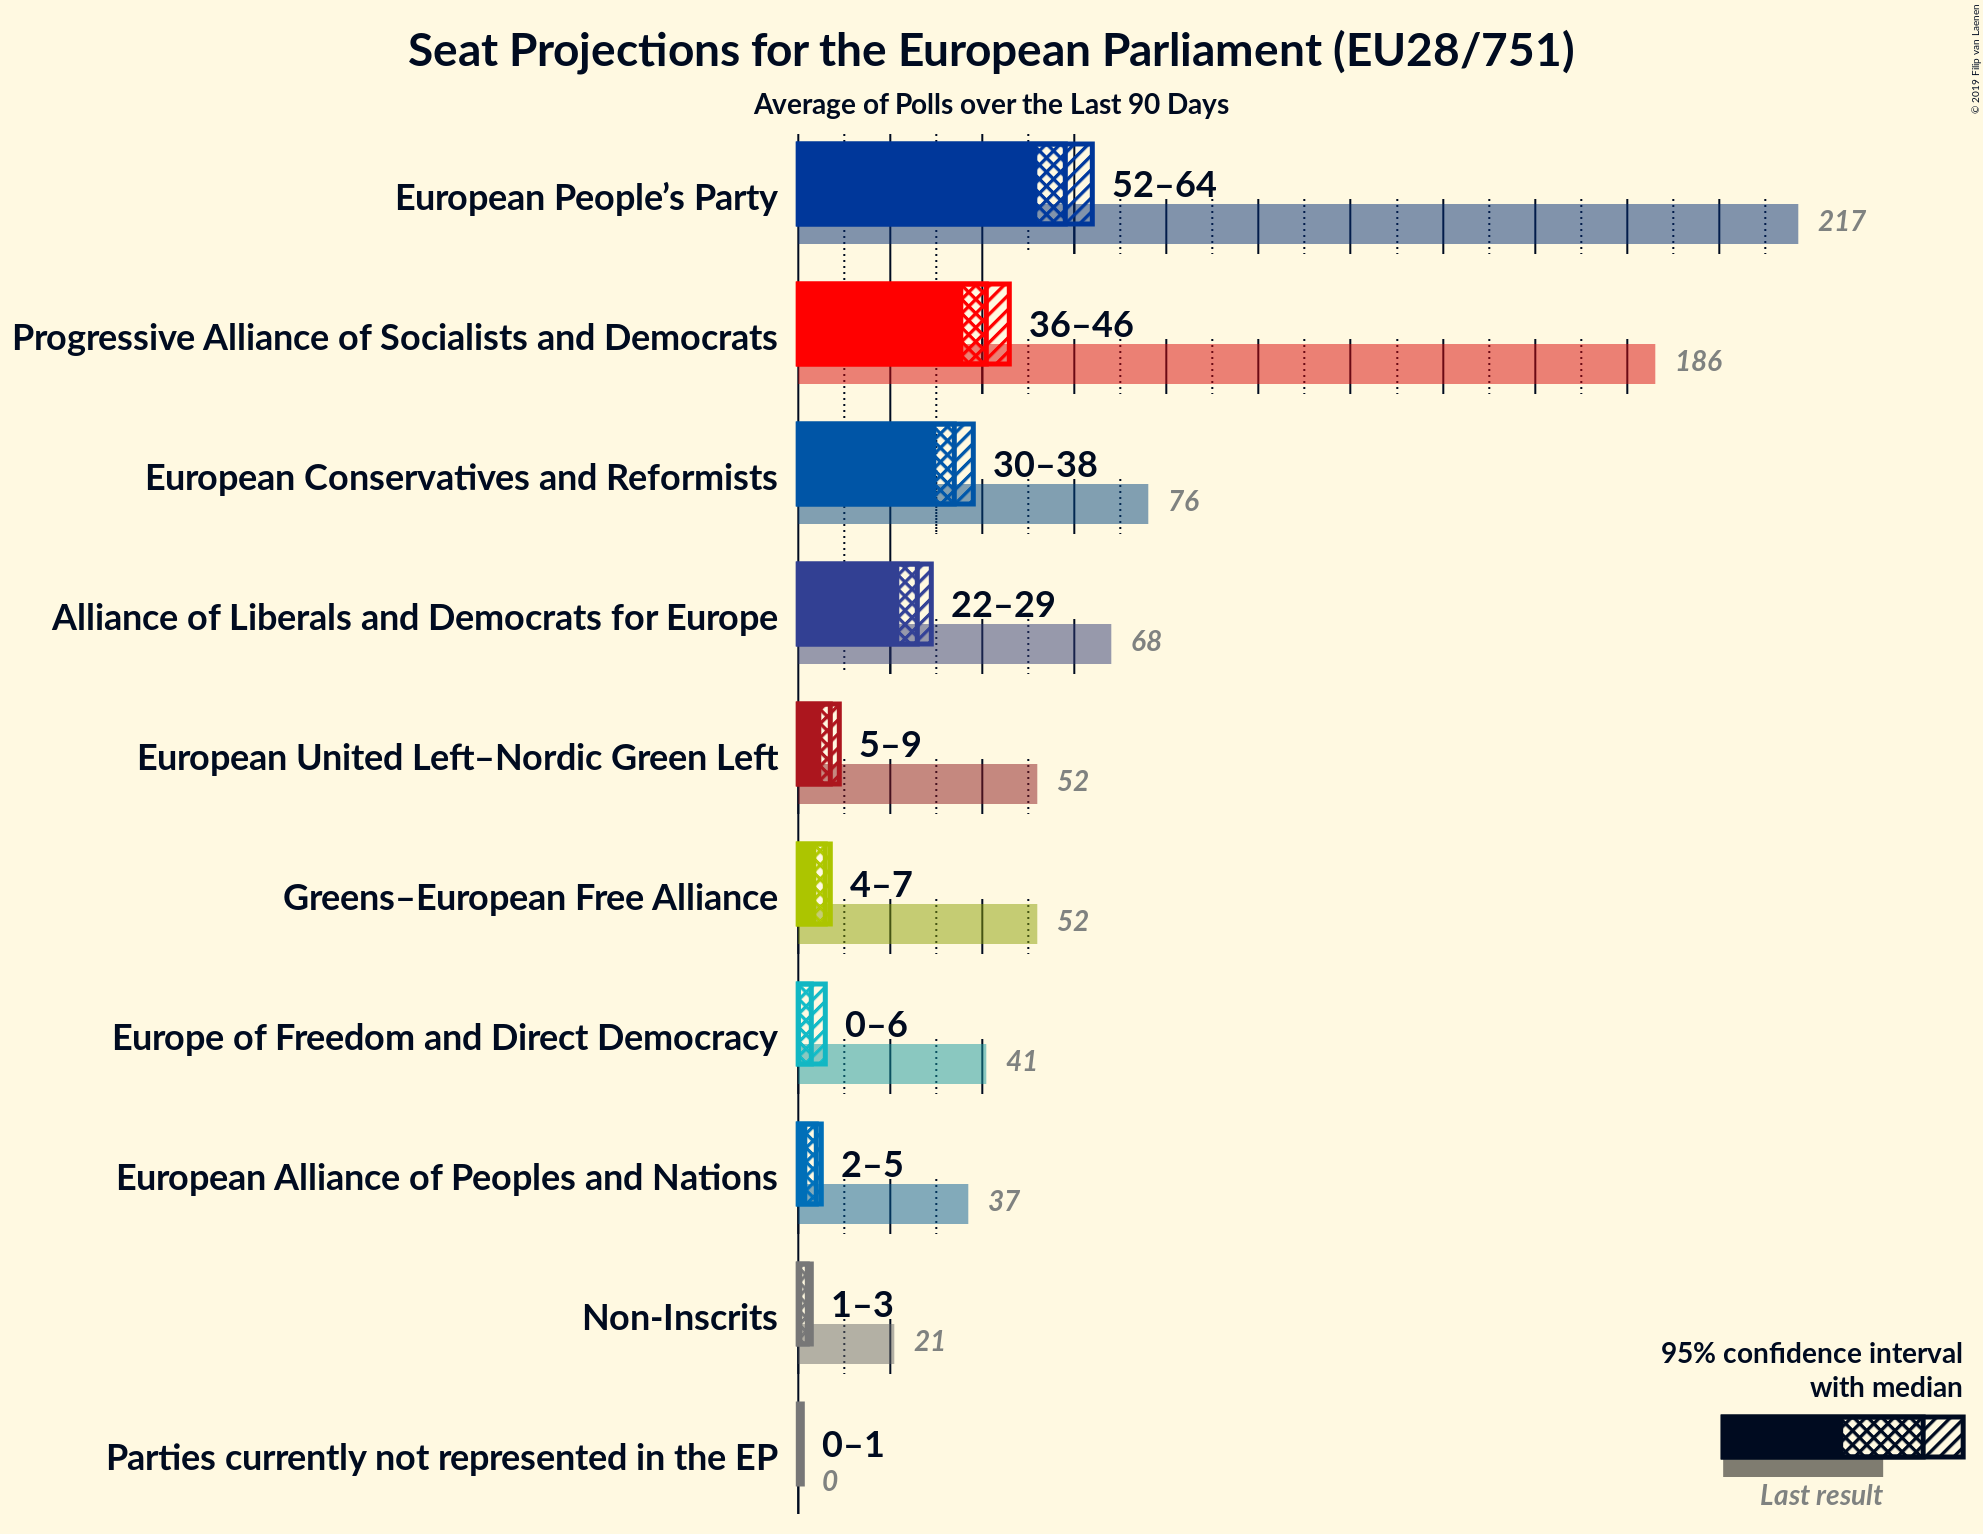 Seat Projections for the European Parliament (EU28/751)
Average of Polls over the Last 90 Days
© 2019 Filip van Laenen
European People’s Party
52–64
217
Progressive Alliance of Socialists and Democrats
36–46
186
European Conservatives and Reformists
30–38
76
Alliance of Liberals and Democrats for Europe
22–29
68
European United Left–Nordic Green Left
5–9
52
Greens–European Free Alliance
4–7
52
Europe of Freedom and Direct Democracy
0–6
41
European Alliance of Peoples and Nations
2–5
37
Non-Inscrits
1–3
21
Parties currently not represented in the EP
0–1
0
95% confidence interval
with median
Last result